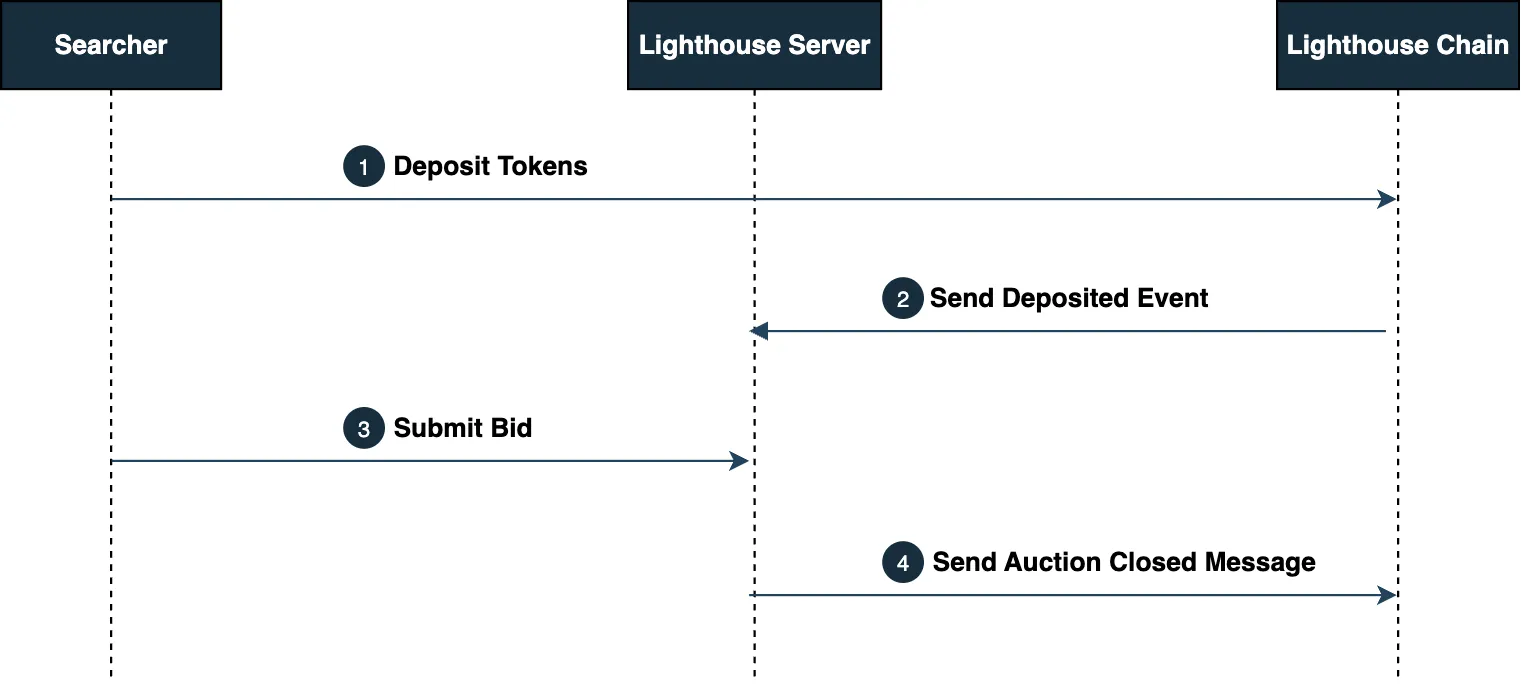 Searcher
Lighthouse Server
Lighthouse Chain
1 Deposit Tokens
2 Send Deposited Event
3 Submit Bid
4 Send Auction Closed Message